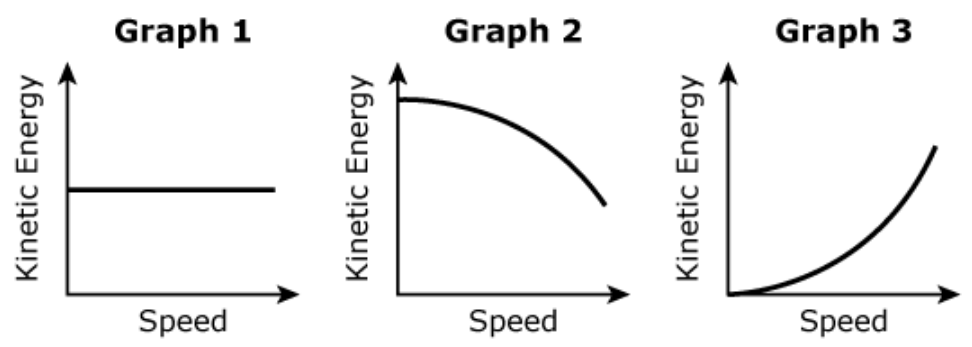 Graph 1
Kinetic Energy
Speed
Graph 2
Kinetic Energy
Speed
Graph 3
Kinetic Energy
Speed